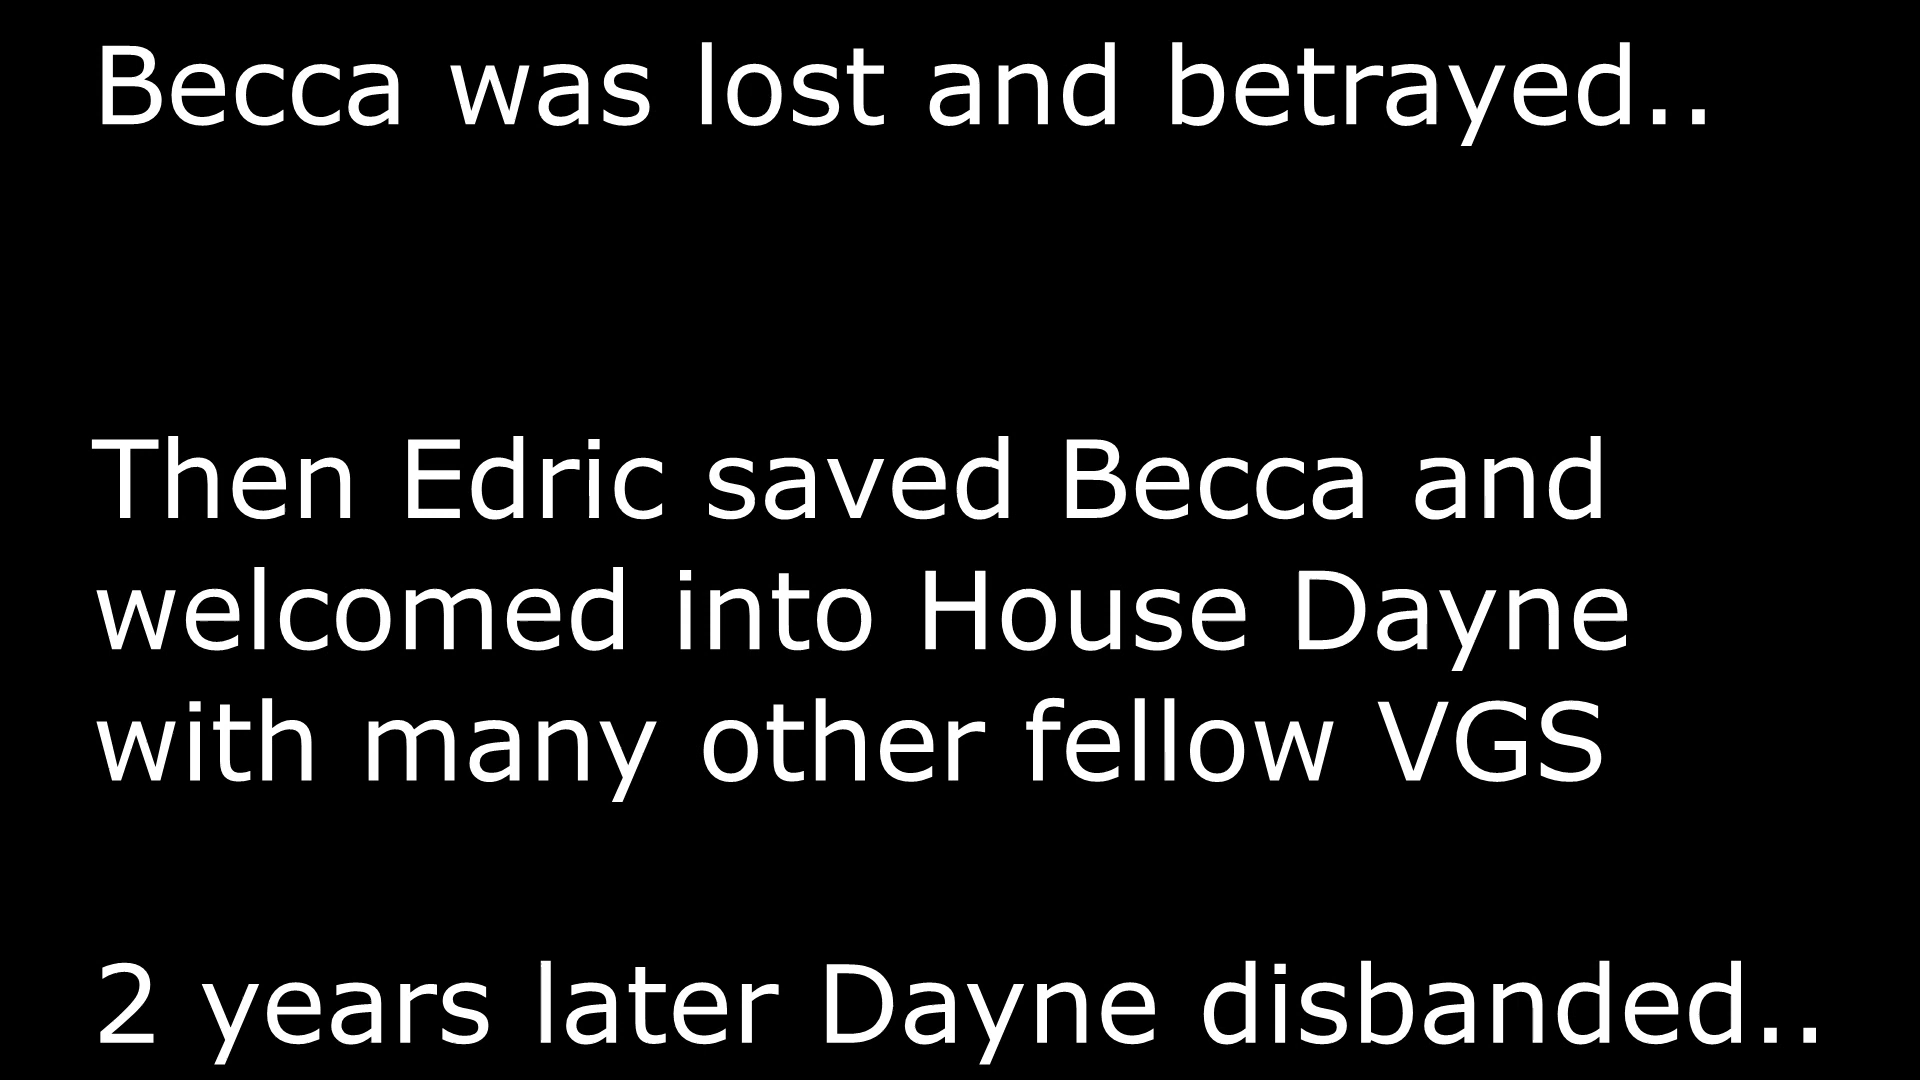 Becca was lost and betrayed..
Then Edric saved Becca and
welcomed into House Dayne
with many other fellow VGS
2 years later Dayne disbanded..